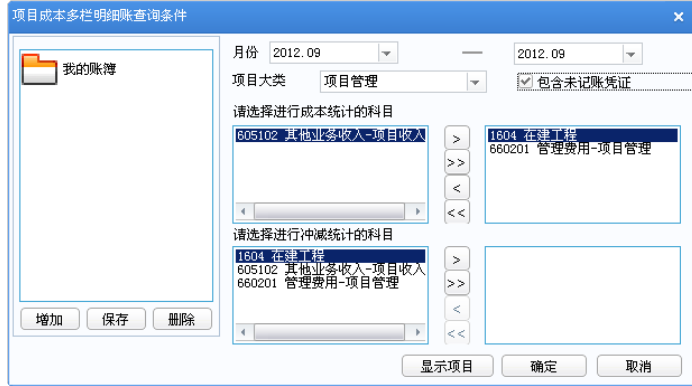 项目成本多栏明细账查询条件
我的账簿
月份 2012.09 — 2012.09
项目大类 项目管理 包含未记账凭证
请选择进行成本统计的科目
605102 其他业务收入-项目收入
>
>>
<
<<
1604 在建工程
660201 管理费用-项目管理
请选择进行冲减统计的科目
1604 在建工程
605102 其他业务收入-项目收入
660201 管理费用-项目管理
>
>>
<
<<
增加 保存 删除
显示项目 确定 取消